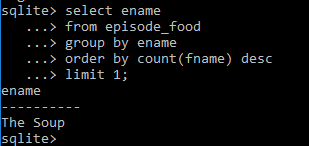 sqlite> select ename
...> from episode_food
...> group by ename
...> order by count(fname) desc
...> limit 1;
ename
----------
The Soup
sqlite>